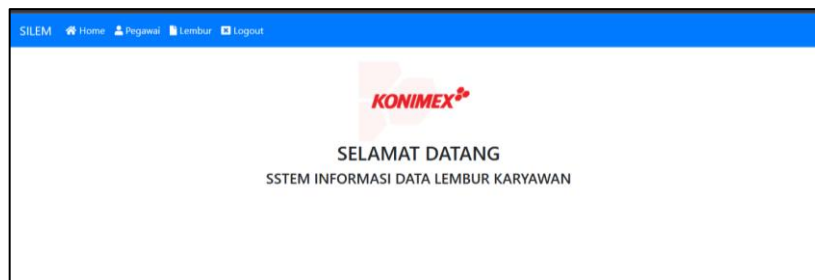 SILEM Home Pegawai Lembur Logout
KONIMEX
SELAMAT DATANG
SSTEM INFORMASI DATA LEMBUR KARYAWAN